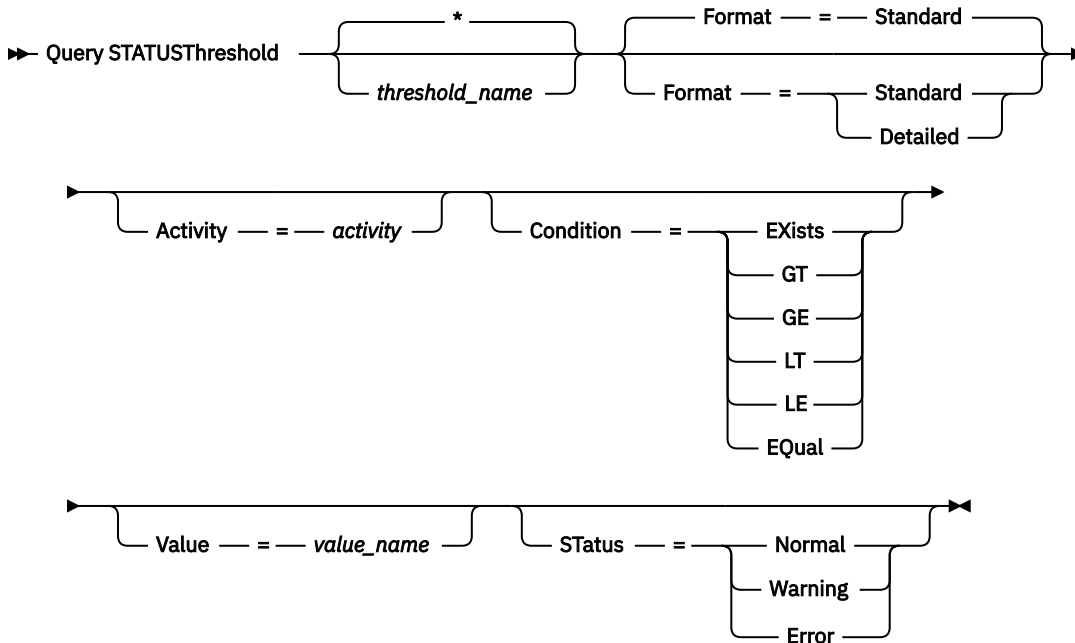 * Format = Standard
Query STATUSThreshold
threshold_name Format = Standard
Detailed
Activity = activity Condition = EXists
GT
GE
LT
LE
EQual
Value = value_name STatus = Normal
Warning
Error